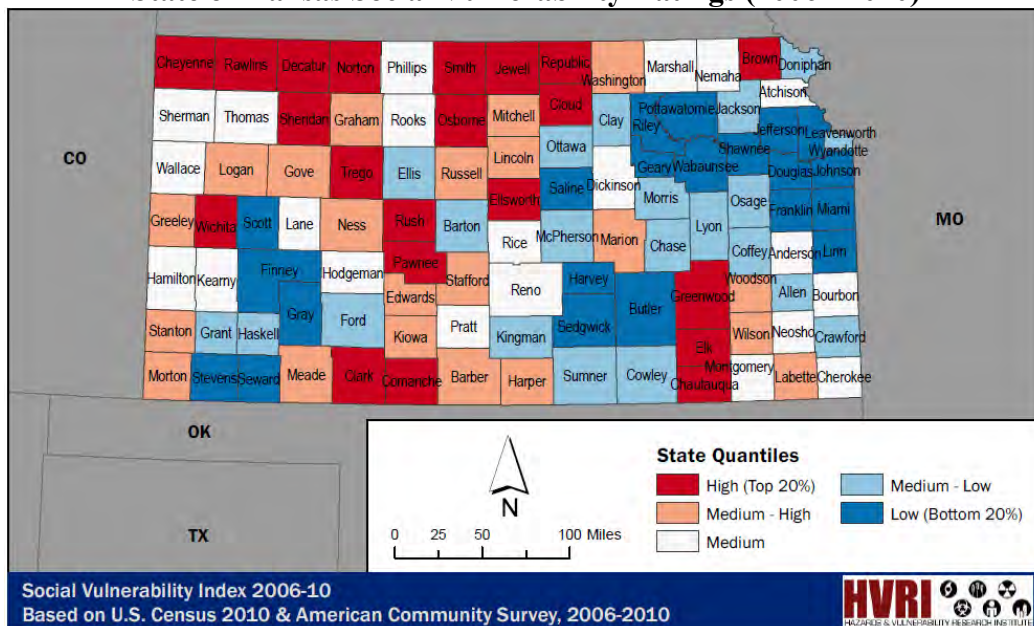 Cheyenne Rawlins Decatur Norton Phillips Smith Jewell Republic Washington Marshall Nemaha Brown Doniphan
Atchison
Sherman Thomas Sheridan Graham Rooks Osborne Mitchell Cloud Clay Riley Pottawatomie Jackson Jefferson Leavenworth
Wyandotte
Ottawa Shawnee
CO Wallace Logan Gove Trego Ellis Russell Lincoln Saline Dickinson Geary Wabaunsee Douglas Johnson
Ellsworth Morris Osage Franklin Miami MO
Greeley Wichita Scott Lane Ness Rush Barton Rice McPherson Marion Chase Lyon Coffey Anderson Linn
Hamilton Kearny Finney Hodgeman Pawnee Stafford Reno Harvey Butler Greenwood Woodson Allen Bourbon
Edwards
Stanton Grant Haskell Gray Ford Kiowa Pratt Kingman Sedgwick Elk Wilson Neosho Crawford
Morton Stevens Seward Meade Clark Comanche Barber Harper Sumner Cowley Chautauqua Montgomery Labette Cherokee
OK
TX
N
0 25 50 100 Miles
State Quantiles
High (Top 20%)
Medium - High
Medium
Medium - Low
Low (Bottom 20%)
Social Vulnerability Index 2006-10
Based on U.S. Census 2010 & American Community Survey, 2006-2010
HVRI
HAZARDS & VULNERABILITY RESEARCH INSTITUTE